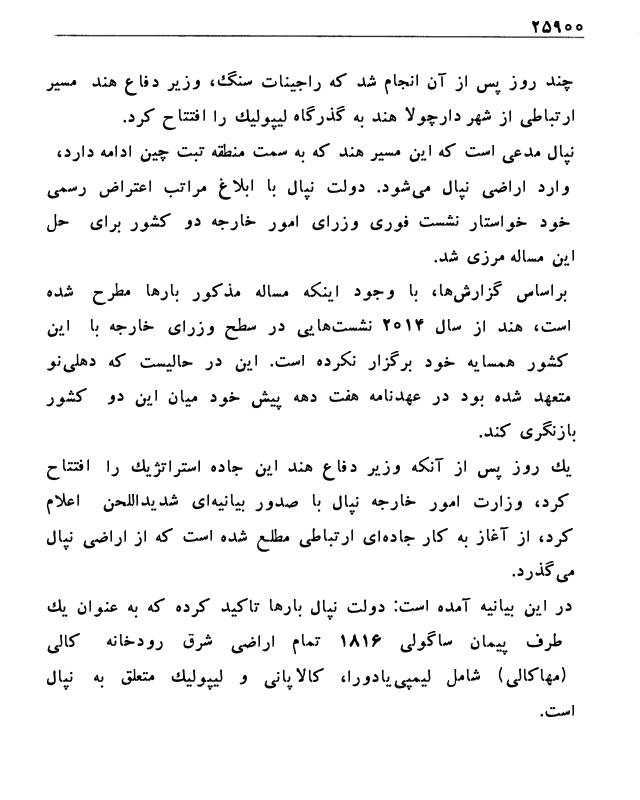 ۲۵۹۰۰
چند روز پس از آن انجام شد که راجینات سنگ، وزیر دفاع هند مسیر
ارتباطی از شهر دارچولا هند به گذرگاه لیپولیك را افتتاح کرد.
نپال مدعی است که این مسیر هند که به سمت منطقه تبت چین ادامه دارد،
وارد اراضی نپال می‌شود. دولت نپال با ابلاغ مراتب اعتراض رسمی
خود خواستار نشست فوری وزرای امور خارجه دو کشور برای حل
این مساله مرزی شد.
براساس گزارش‌ها، با وجود اینکه مساله مذکور بارها مطرح شده
است، هند از سال ۲۰۱۴ نشست‌هایی در سطح وزرای خارجه با این
کشور همسایه خود برگزار نکرده است. این در حالیست که دهلی‌نو
متعهد شده بود در عهدنامه هفت دهه پیش خود میان این دو کشور
بازنگری کند.
یك روز پس از آنکه وزیر دفاع هند این جاده استراتژیك را افتتاح
کرد، وزارت امور خارجه نپال با صدور بیانیه‌ای شدیداللحن اعلام
کرد، از آغاز به کار جاده‌ای ارتباطی مطلع شده است که از اراضی نپال
می‌گذرد.
در این بیانیه آمده است: دولت نپال بارها تاکید کرده که به عنوان یك
طرف پیمان ساگولی ۱۸۱۶ تمام اراضی شرق رودخانه کالی
(مهاکالی) شامل لیمپی‌یادورا، کالاپانی و لیپولیك متعلق به نپال
است.